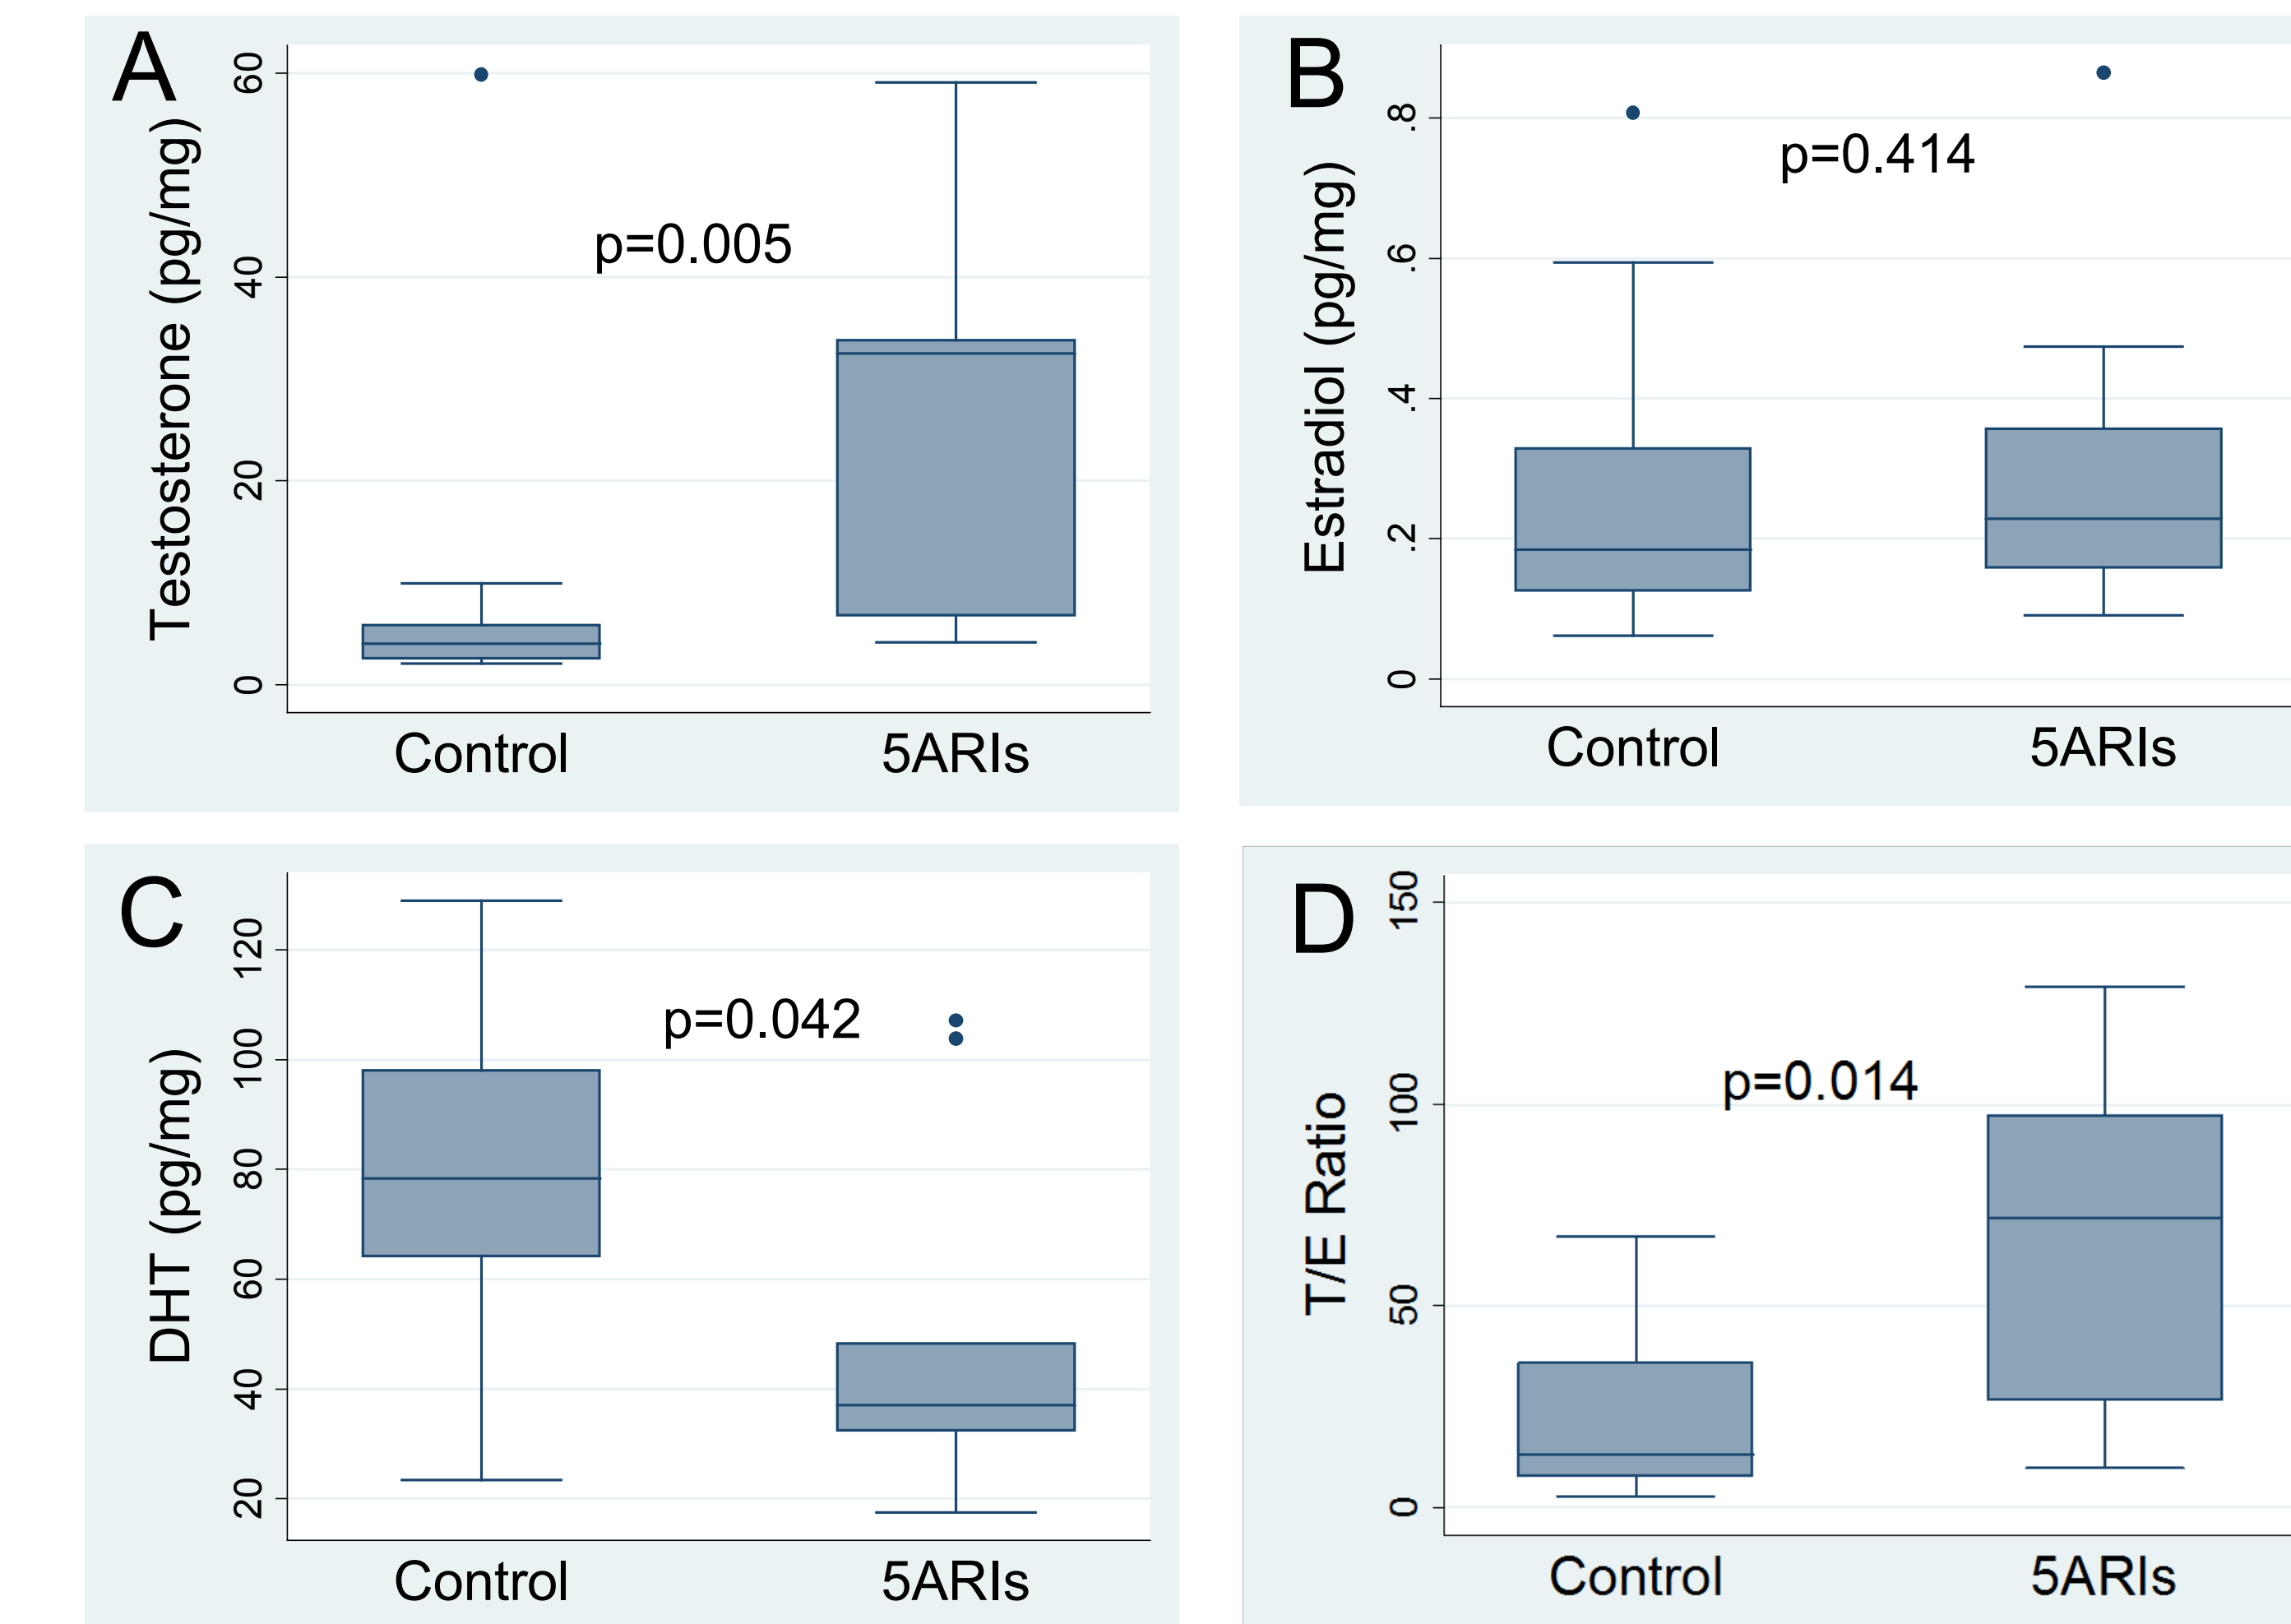 A
Testosterone (pg/mg)
60
40
20
0
p=0.005
Control
5ARIs
B
Estradiol (pg/mg)
.8
.6
.4
.2
0
p=0.414
Control
5ARIs
C
DHT (pg/mg)
120
100
80
60
40
20
p=0.042
Control
5ARIs
D
T/E Ratio
150
100
50
0
p=0.014
Control
5ARIs